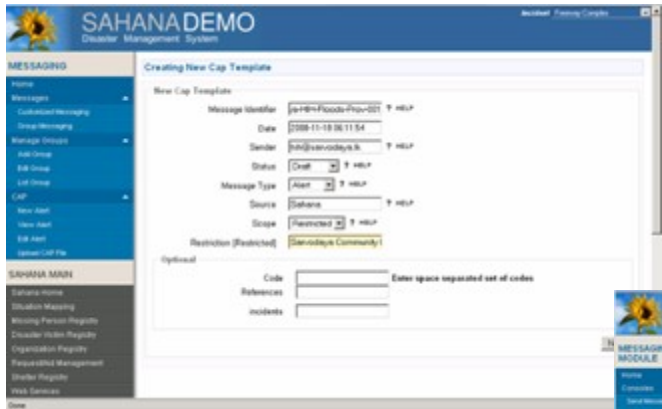 SAHANA DEMO
Disaster Management System
Incident Freeway Complex
MESSAGING
Home
Messages
Customized Messaging
Group Messaging
Manage Groups
Add Group
Edit Group
List Group
CAP
New Alert
View Alert
Edit Alert
Upload CAP File
SAHANA MAIN
Sahana Home
Situation Mapping
Missing Person Registry
Disaster Victim Registry
Organization Registry
Request/Aid Management
Shelter Registry
Web Services
Done
Creating New Cap Template
New Cap Template
Message Identifier ? HELP
Date 2008-11-18 06:11:54
Sender ? HELP
Status Draft ? HELP
Message Type Alert ? HELP
Source Sahana ? HELP
Scope Restricted ? HELP
Restriction [Restricted] Sarvodaya Community
Optional
Code Enter space separated set of codes
References
incidents
MESSAGING
MODULE
Home
Consoles